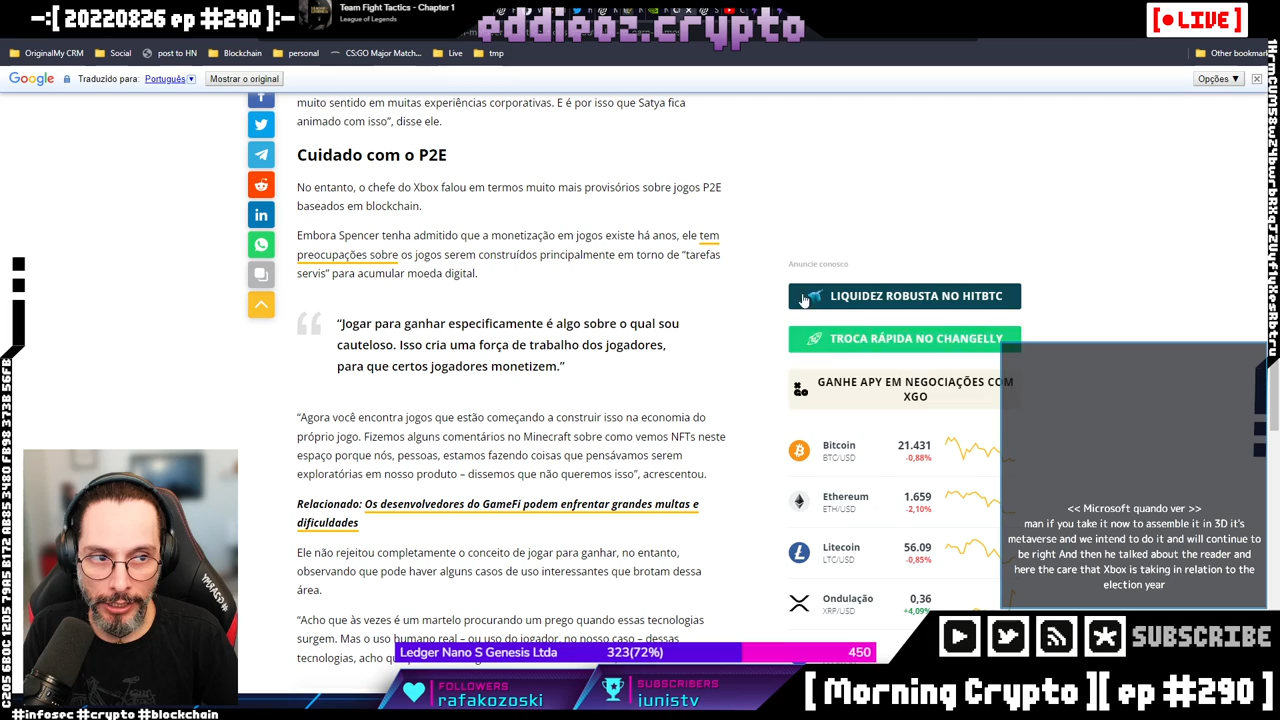 -:[ 20220826 ep #290 ]:-
Team Fight Tactics - Chapter 1
League of Legends
eddieoz.crypto
[• LIVE]
OriginalMy CRM
Social
post to HN
Blockchain
personal
CS:GO Major Match...
Live
tmp
Other bookmar
Google
Traduzido para: Português ▼
Mostrar o original
Opções ▼
muito sentido em muitas experiências corporativas. E é por isso que Satya fica
animado com isso”, disse ele.
Cuidado com o P2E
No entanto, o chefe do Xbox falou em termos muito mais provisórios sobre jogos P2E
baseados em blockchain.
Embora Spencer tenha admitido que a monetização em jogos existe há anos, ele tem
preocupações sobre os jogos serem construídos principalmente em torno de “tarefas
servis” para acumular moeda digital.
“Jogar para ganhar especificamente é algo sobre o qual sou
cauteloso. Isso cria uma força de trabalho dos jogadores,
para que certos jogadores monetizem.”
“Agora você encontra jogos que estão começando a construir isso na economia do
próprio jogo. Fizemos alguns comentários no Minecraft sobre como vemos NFTs neste
espaço porque nós, pessoas, estamos fazendo coisas que pensávamos serem
exploratórias em nosso produto – dissemos que não queremos isso”, acrescentou.
Relacionado: Os desenvolvedores do GameFi podem enfrentar grandes multas e
dificuldades
Ele não rejeitou completamente o conceito de jogar para ganhar, no entanto,
observando que pode haver alguns casos de uso interessantes que brotam dessa
área.
“Acho que às vezes é um martelo procurando um prego quando essas tecnologias
surgem. Mas o uso humano real – ou uso do jogador, no nosso caso – dessas
tecnologias, acho qu
Anuncie conosco
LIQUIDEZ ROBUSTA NO HITBTC
TROCA RÁPIDA NO CHANGELLY
GANHE APY EM NEGOCIAÇÕES COM
XGO
Bitcoin 21.431
BTC/USD -0,88%
Ethereum 1.659
ETH/USD -2,10%
Litecoin 56.09
LTC/USD -0,85%
Ondulação 0,36
XRP/USD +4,09%
<< Microsoft quando ver >>
man if you take it now to assemble it in 3D it's
metaverse and we intend to do it and will continue to
be right And then he talked about the reader and
here the care that Xbox is taking in relation to the
election year
Ledger Nano S Genesis Ltda 323(72%) 450
FOLLOWERS
rafakozoski
SUBSCRIBERS
iunistv
SUBSCRIBE
[ Morning Crypto ][ ep #290 ]
#infosec #crypto #blockchain